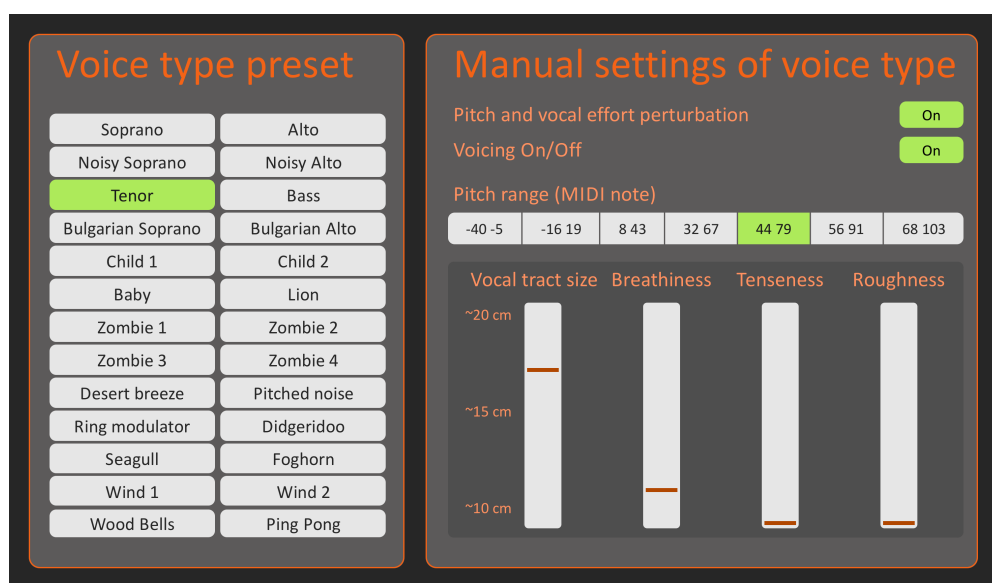 Voice type preset
Soprano
Alto
Noisy Soprano
Noisy Alto
Tenor
Bass
Bulgarian Soprano
Bulgarian Alto
Child 1
Child 2
Baby
Lion
Zombie 1
Zombie 2
Zombie 3
Zombie 4
Desert breeze
Pitched noise
Ring modulator
Didgeridoo
Seagull
Foghorn
Wind 1
Wind 2
Wood Bells
Ping Pong
Manual settings of voice type
Pitch and vocal effort perturbation
On
Voicing On/Off
On
Pitch range (MIDI note)
-40 -5
-16 19
8 43
32 67
44 79
56 91
68 103
Vocal tract size
Breathiness
Tenseness
Roughness
~20 cm
~15 cm
~10 cm